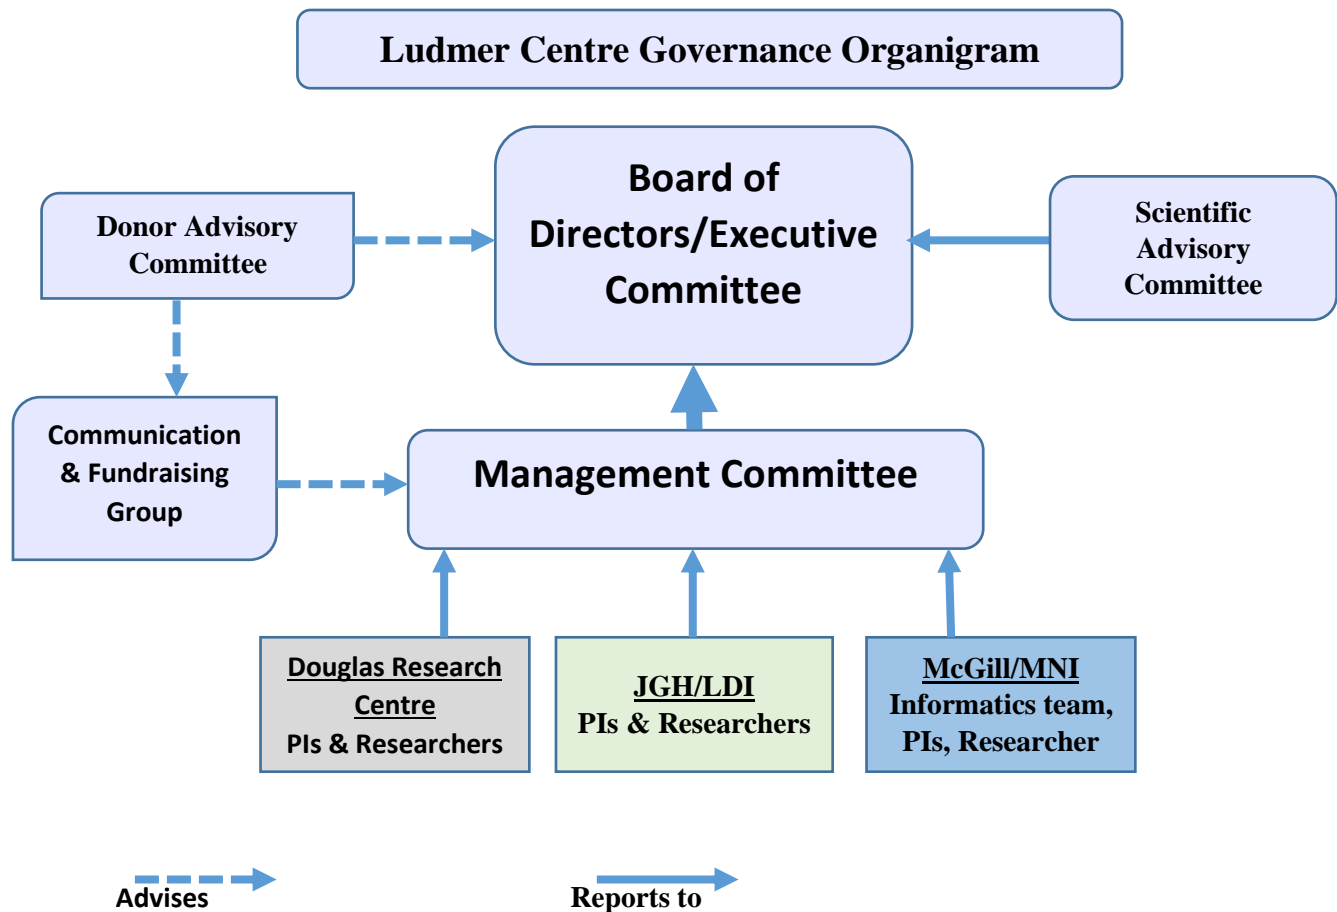 Ludmer Centre Governance Organigram
Board of
Directors/Executive
Committee
Donor Advisory
Committee
Scientific
Advisory
Committee
Communication
& Fundraising
Group
Management Committee
Douglas Research
Centre
PIs & Researchers
JGH/LDI
PIs & Researchers
McGill/MNI
Informatics team,
PIs, Researcher
Advises
Reports to